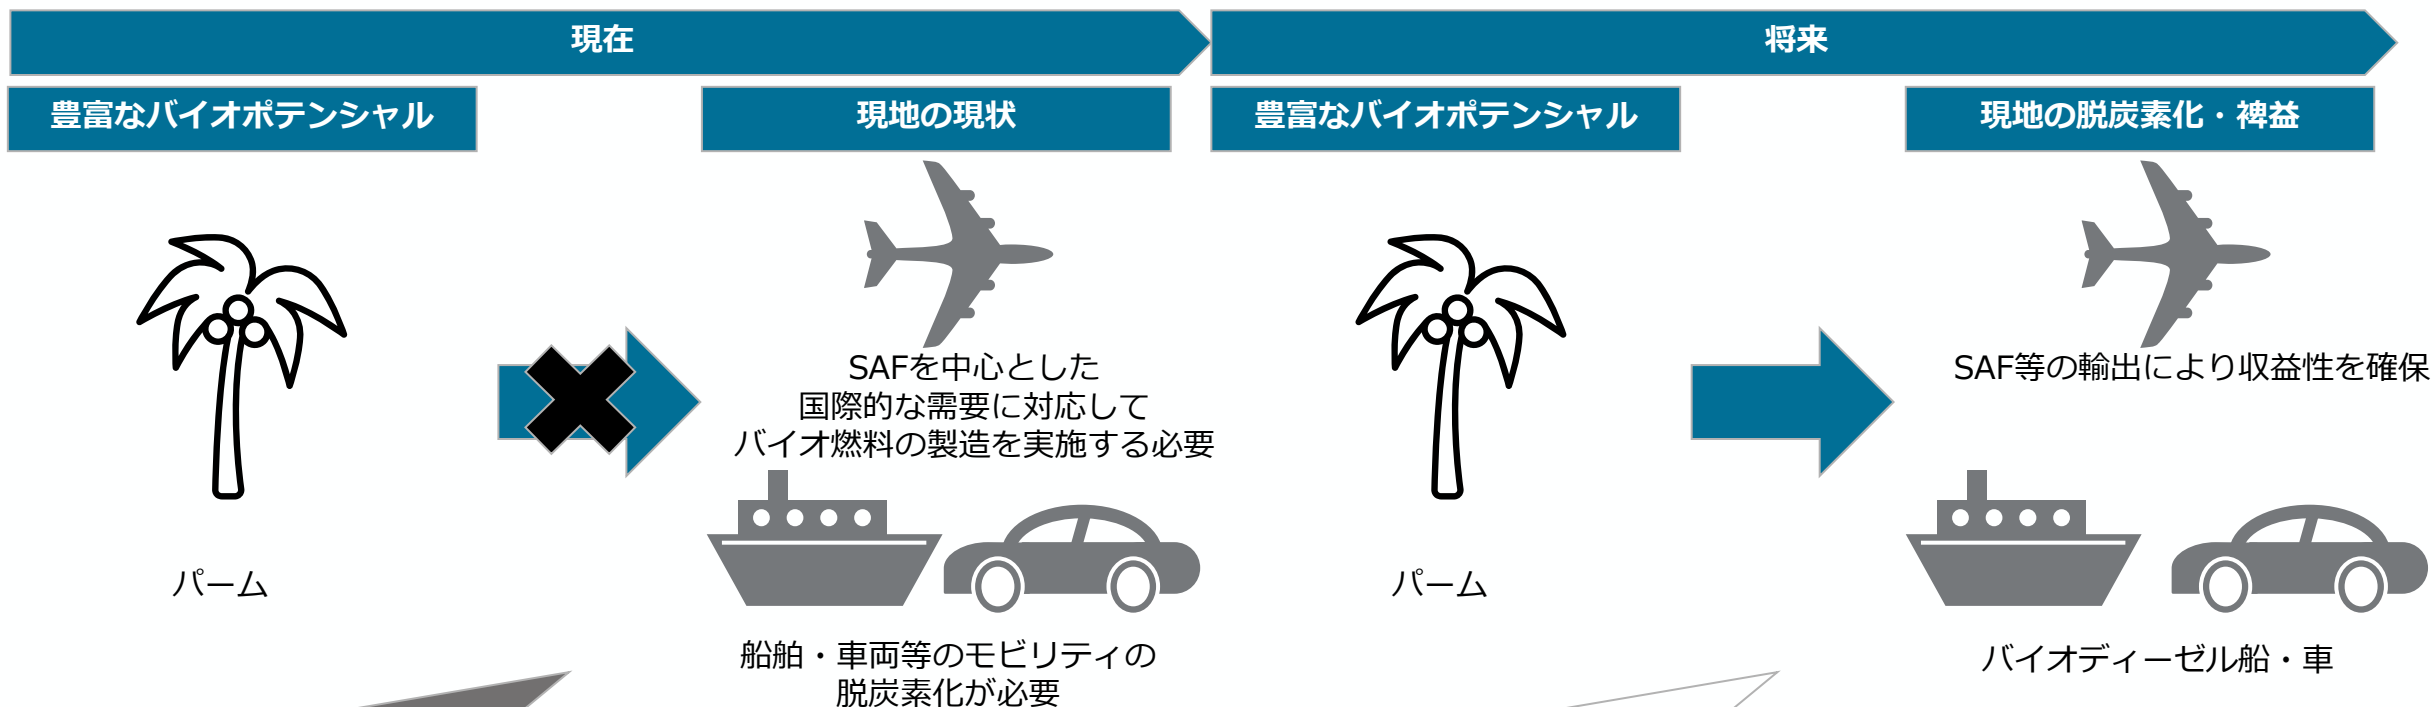 現在
将来
豊富なバイオポテンシャル
現地の現状
豊富なバイオポテンシャル
現地の脱炭素化・裨益
パーム
SAFを中心とした
国際的な需要に対応して
バイオ燃料の製造を実施する必要
船舶・車両等のモビリティの
脱炭素化が必要
パーム
SAF等の輸出により収益性を確保
バイオディーゼル船・車